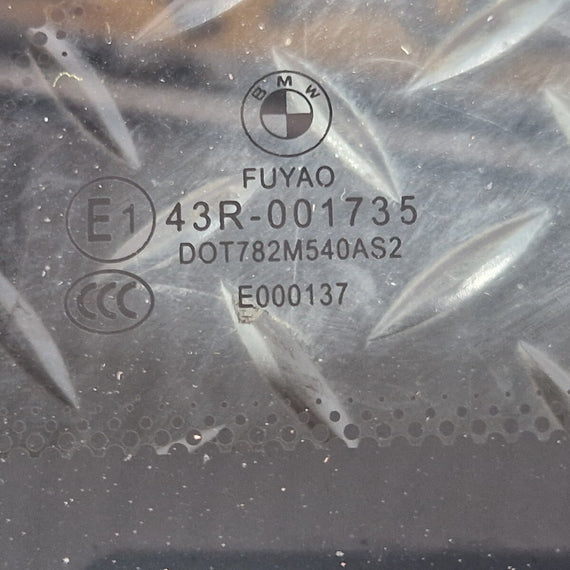 BMW
FUYAO
E1 43R-001735
DOT782M540AS2
CCC E000137